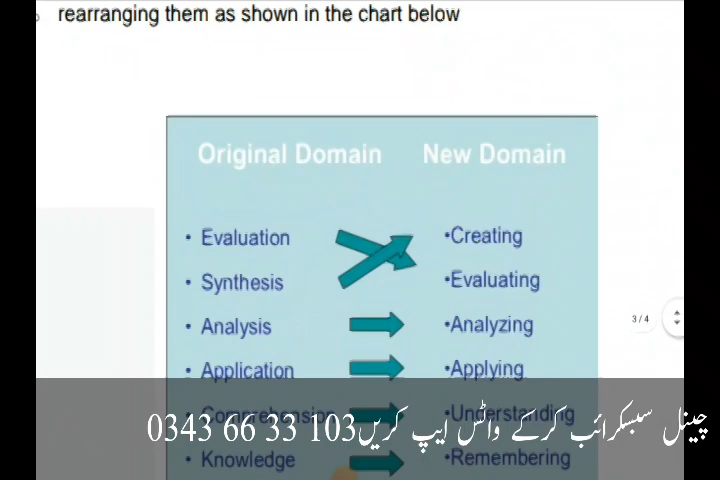 rearranging them as shown in the chart below
Original Domain New Domain
• Evaluation •Creating
• Synthesis •Evaluating
• Analysis •Analyzing
3/4
• Application •Applying
• Comprehension •Understanding
چینل سبسکرائب کرکے واٹس ایپ کریں 0343 66 33 103
• Knowledge •Remembering